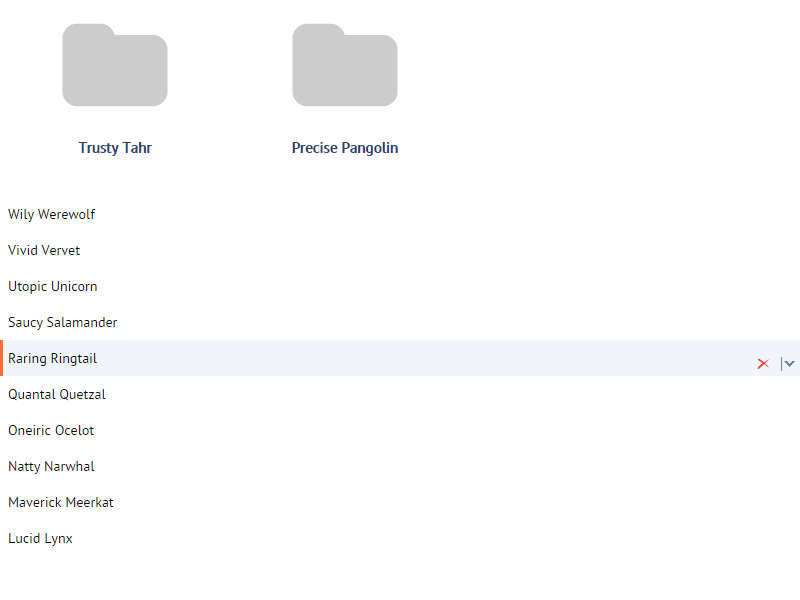 Trusty Tahr
Precise Pangolin
Wily Werewolf
Vivid Vervet
Utopic Unicorn
Saucy Salamander
Raring Ringtail
Quantal Quetzal
Oneiric Ocelot
Natty Narwhal
Maverick Meerkat
Lucid Lynx